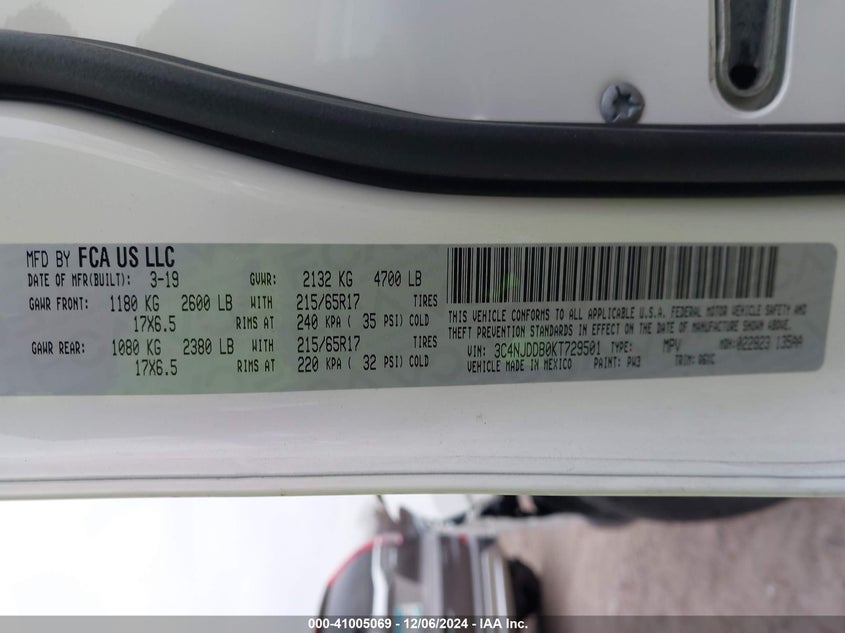 MFD BY FCA US LLC
DATE OF MFR(BUILT): 3-19 GVWR: 2132 KG 4700 LB
GAWR FRONT: 1180 KG 2600 LB WITH 215/65R17 TIRES
17X6.5 RIMS AT 240 KPA ( 35 PSI) COLD
GAWR REAR: 1080 KG 2380 LB WITH 215/65R17 TIRES
17X6.5 RIMS AT 220 KPA ( 32 PSI) COLD
THIS VEHICLE CONFORMS TO ALL APPLICABLE U.S.A. FEDERAL MOTOR VEHICLE SAFETY AND
THEFT PREVENTION STANDARDS IN EFFECT ON THE DATE OF MANUFACTURE SHOWN ABOVE.
VIN: 3C4NJDDB0KT729501 TYPE: MPV MDH: 022823 135AA
VEHICLE MADE IN MEXICO PAINT: PW3 TRIM:
000-41005069 - 12/06/2024 - IAA Inc.